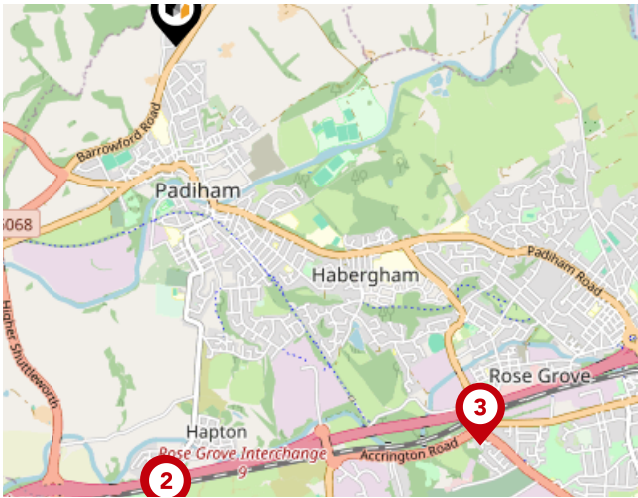 Barrowford Road
Padiham
6068
Habergham
Padiham Road
Higher Shuttleworth
Rose Grove
3
Hapton
Rose Grove Interchange
9
Accrington Road
2